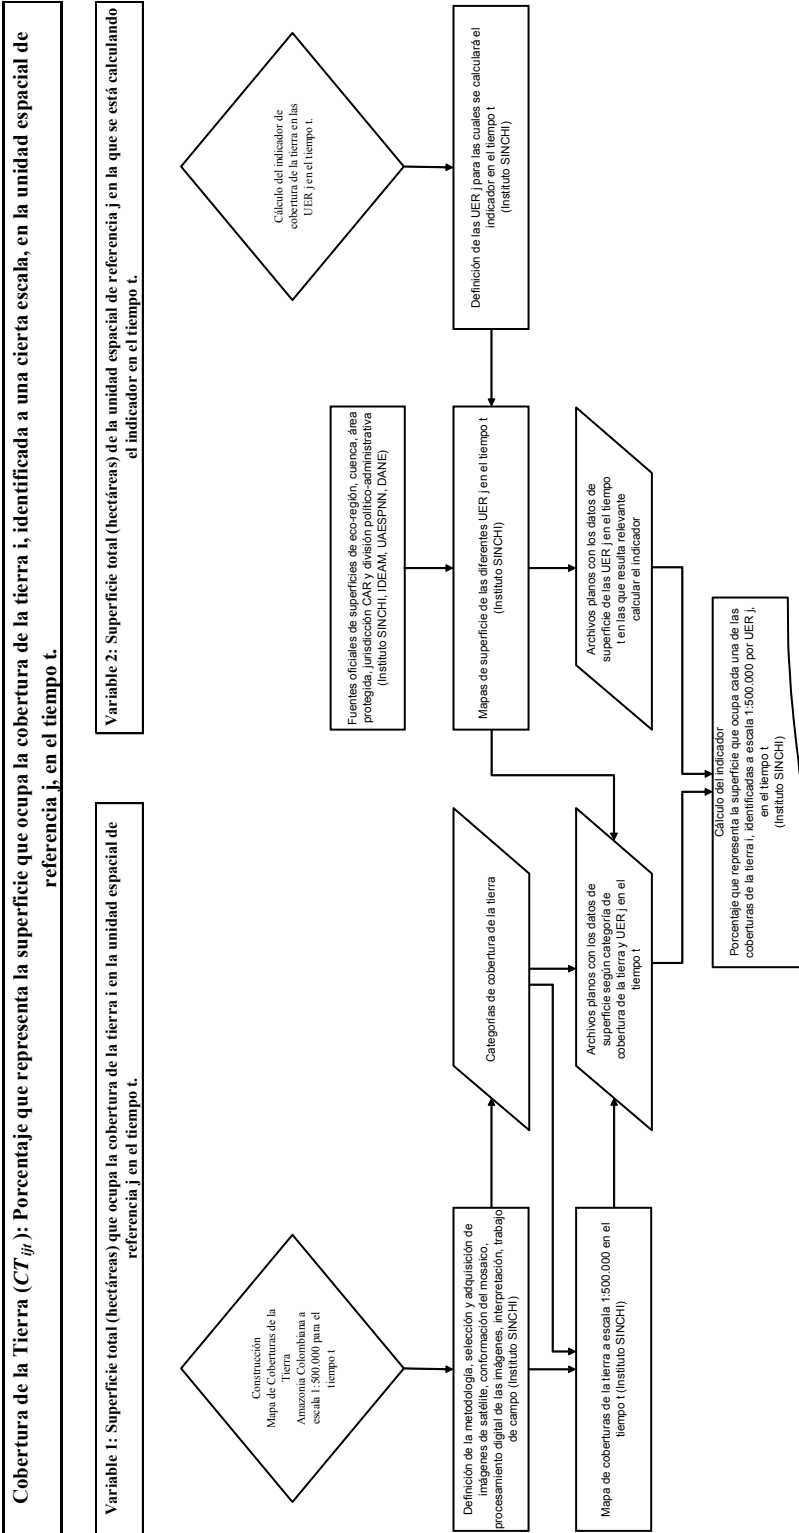 Cobertura de la Tierra (CT ijt ): Porcentaje que representa la superficie que ocupa la cobertura de la tierra i, identificada a una cierta escala, en la unidad espacial de
referencia j, en el tiempo t.
Variable 1: Superficie total (hectáreas) que ocupa la cobertura de la tierra i en la unidad espacial de
referencia j en el tiempo t.
Variable 2: Superficie total (hectáreas) de la unidad espacial de referencia j en la que se está calculando
el indicador en el tiempo t.
Construcción
Mapa de Coberturas de la
Tierra
Amazonia Colombiana a
escala 1:500.000 para el
tiempo t
Cálculo del indicador de
cobertura de la tierra en las
UER j en el tiempo t.
Fuentes oficiales de superficies de eco-región, cuenca, área
protegida, jurisdicción CAR y división político-administrativa
(Instituto SINCHI, IDEAM, UAESPNN, DANE)
Definición de la metodología, selección y adquisición de
imágenes de satélite, conformación del mosaico,
procesamiento digital de las imágenes, interpretación, trabajo
de campo (Instituto SINCHI)
Categorías de cobertura de la tierra
Mapas de superficie de las diferentes UER j en el tiempo t
(Instituto SINCHI)
Definición de las UER j para las cuales se calculará el
indicador en el tiempo t
(Instituto SINCHI)
Mapa de coberturas de la tierra a escala 1:500.000 en el
tiempo t (Instituto SINCHI)
Archivos planos con los datos de
superficie según categoría de
cobertura de la tierra y UER j en el
tiempo t
Archivos planos con los datos de
superficie de las UER j en el tiempo
t en las que resulta relevante
calcular el indicador
Cálculo del indicador
Porcentaje que representa la superficie que ocupa cada una de las
coberturas de la tierra i, identificadas a escala 1:500.000 por UER j,
en el tiempo t
(Instituto SINCHI)